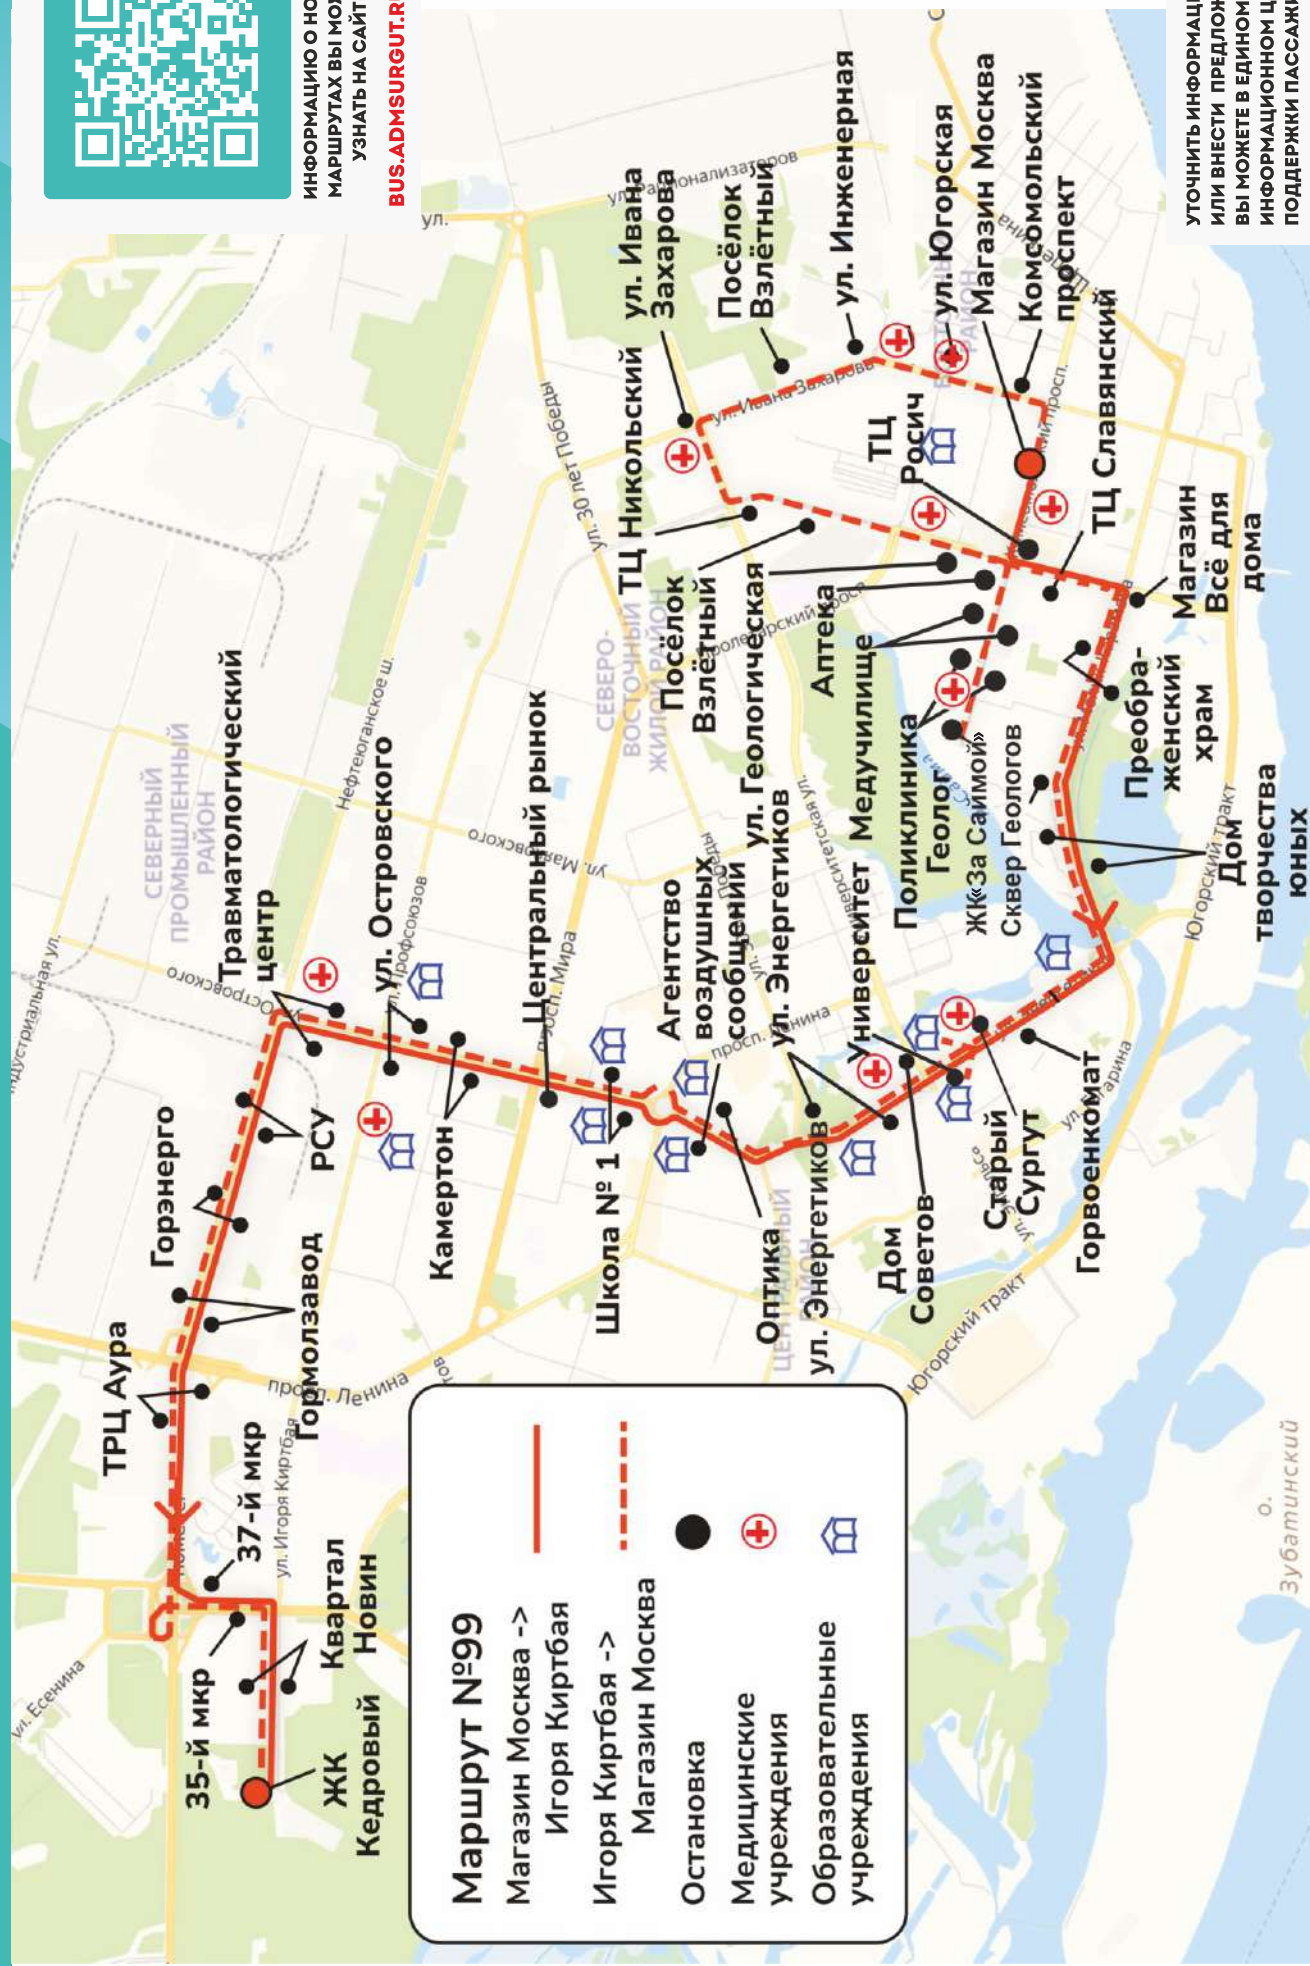 ИНФОРМАЦИЮ О
МАРШРУТАХ ВЫ
УЗНАТЬ НА САЙТ
BUS.ADMSURGUT.R
УТОЧНИТЬ
ИЛИ ВНЕСТИ
ВЫ МОЖЕТЕ В ЕДИНОМ
ИНФОРМАЦИОННОМ
ПОДДЕРЖКИ
ТРЦ Аура
Горэнерго
35-й мкр
37-й мкр
ЖК
Кедровый
Квартал
Новин
Гормолзавод
РСУ
Травматологический
центр
ул. Островского
Камертон
Центральный рынок
Школа № 1
Агентство
воздушных
сообщений
Оптика
ул. Энергетиков
ул. Энергетиков
Университет
Дом
Советов
Старый
Сургут
Горвоенкомат
Дом
творчества
юных
Преобра-
женский
храм
Магазин
Всё для
дома
ТЦ Славянский
ТЦ
Росич
Сквер Геологов
ЖК«За Саймой»
Поликлиника
Геолог
Медучилище
Аптека
ул. Геологическая
Посёлок
Взлётный
ТЦ Никольский
ул. Ивана
Захарова
Посёлок
Взлётный
ул. Инженерная
ул. Югорская
Магазин Москва
Комсомольский
проспект
СЕВЕРНЫЙ
ПРОМЫШЛЕННЫЙ
РАЙОН
СЕВЕРО-
ВОСТОЧНЫЙ
ЖИЛОЙ РАЙОН
ЦЕНТРАЛЬНЫЙ
РАЙОН
РАЙОН
ул. Есенина
ул. Игоря Киртбая
просп. Ленина
Нефтеюганское ш.
ул. Маяковского
просп. Мира
просп. Ленина
ул. 30 лет Победы
ул. Рационализаторов
ул.
ул. Ивана Захарова
Югорский тракт
Югорский тракт
о.
Зубатинский
Маршрут №99
Магазин Москва ->
Игоря Киртбая
Игоря Киртбая ->
Магазин Москва
Остановка
Медицинские
учреждения
Образовательные
учреждения